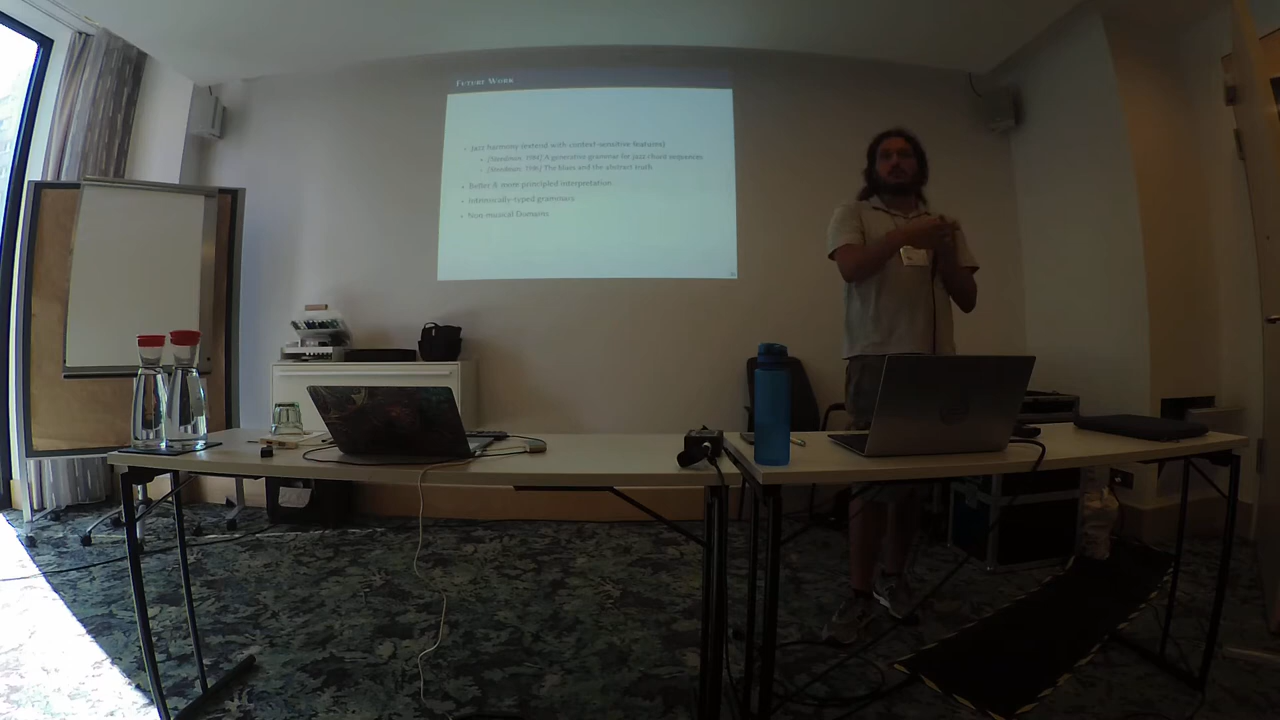 Future Work
Jazz harmony (extend with context-sensitive features)
[Steedman, 1984] A generative grammar for jazz chord sequences
[Steedman, 1996] The blues and the abstract truth
Better & more principled interpretation
Intrinsically-typed grammars
Non musical Domains